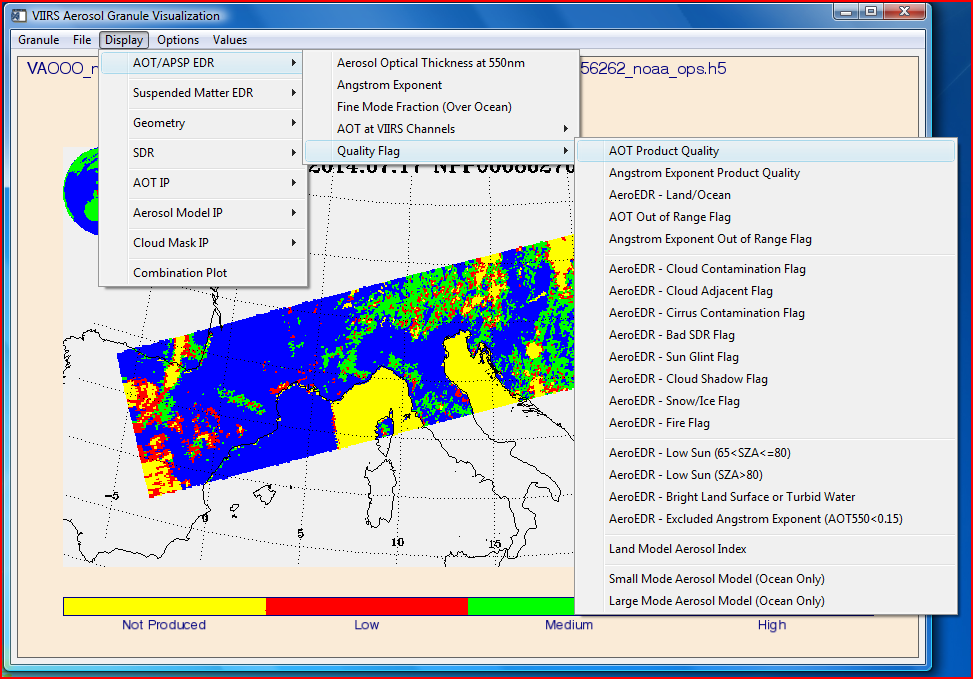 VIIRS Aerosol Granule Visualization
Granule File Display Options Values
VAOOO_
56262_noaa_ops.h5
AOT/APSP EDR
Suspended Matter EDR
Geometry
SDR
AOT IP
Aerosol Model IP
Cloud Mask IP
Combination Plot
Aerosol Optical Thickness at 550nm
Angstrom Exponent
Fine Mode Fraction (Over Ocean)
AOT at VIIRS Channels
Quality Flag
AOT Product Quality
Angstrom Exponent Product Quality
AeroEDR - Land/Ocean
AOT Out of Range Flag
Angstrom Exponent Out of Range Flag
AeroEDR - Cloud Contamination Flag
AeroEDR - Cloud Adjacent Flag
AeroEDR - Cirrus Contamination Flag
AeroEDR - Bad SDR Flag
AeroEDR - Sun Glint Flag
AeroEDR - Cloud Shadow Flag
AeroEDR - Snow/Ice Flag
AeroEDR - Fire Flag
AeroEDR - Low Sun (65<SZA<=80)
AeroEDR - Low Sun (SZA>80)
AeroEDR - Bright Land Surface or Turbid Water
AeroEDR - Excluded Angstrom Exponent (AOT550<0.15)
Land Model Aerosol Index
Small Mode Aerosol Model (Ocean Only)
Large Mode Aerosol Model (Ocean Only)
2014.07.17
-5
0
5
10
15
Not Produced Low Medium High